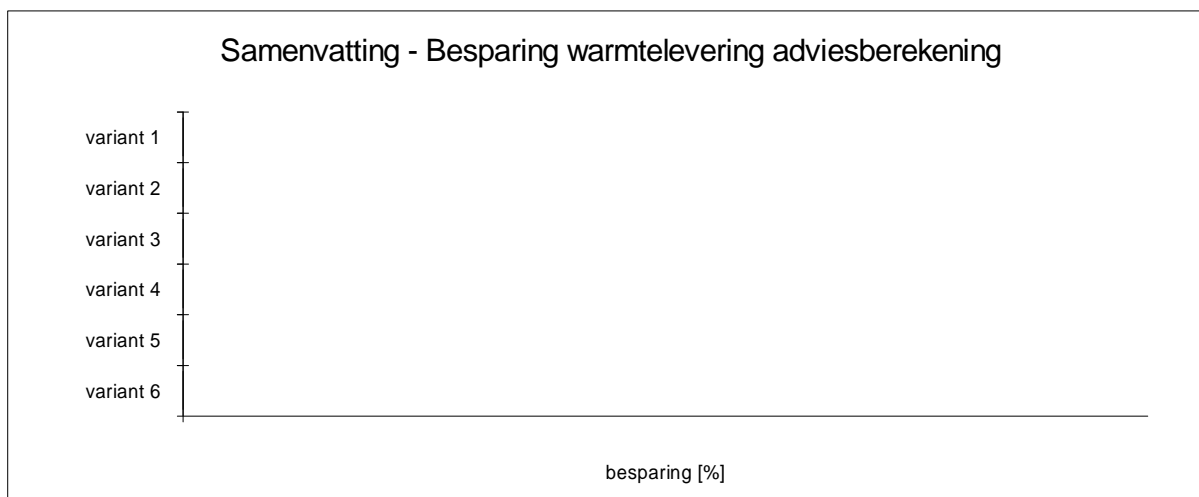 Samenvatting - Besparing warmtelevering adviesberekening
variant 1
variant 2
variant 3
variant 4
variant 5
variant 6
besparing [%]